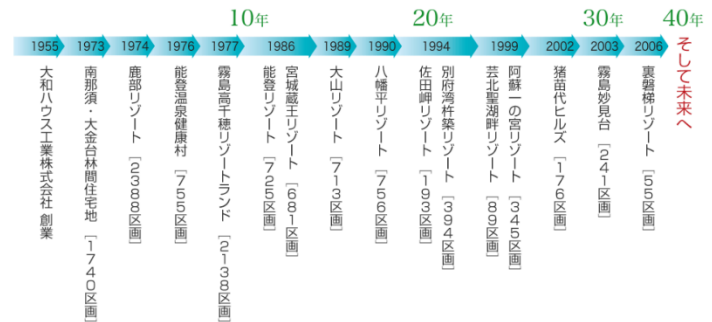 10年
20年
30年
40年
1955
1973
1974
1976
1977
1986
1989
1990
1994
1999
2002
2003
2006
そして未来へ
大和ハウス工業株式会社 創業
南那須・大金台林間住宅地 [1740区画]
鹿部リゾート [2388区画]
能登温泉健康村 [755区画]
霧島高千穂リゾートランド [2138区画]
宮城蔵王リゾート [681区画]
能登リゾート [725区画]
大山リゾート [713区画]
八幡平リゾート [756区画]
別府湾杵築リゾート [394区画]
佐田岬リゾート [193区画]
阿蘇一の宮リゾート [345区画]
芸北聖湖畔リゾート [89区画]
猪苗代ヒルズ [176区画]
霧島妙見台 [241区画]
裏磐梯リゾート [55区画]